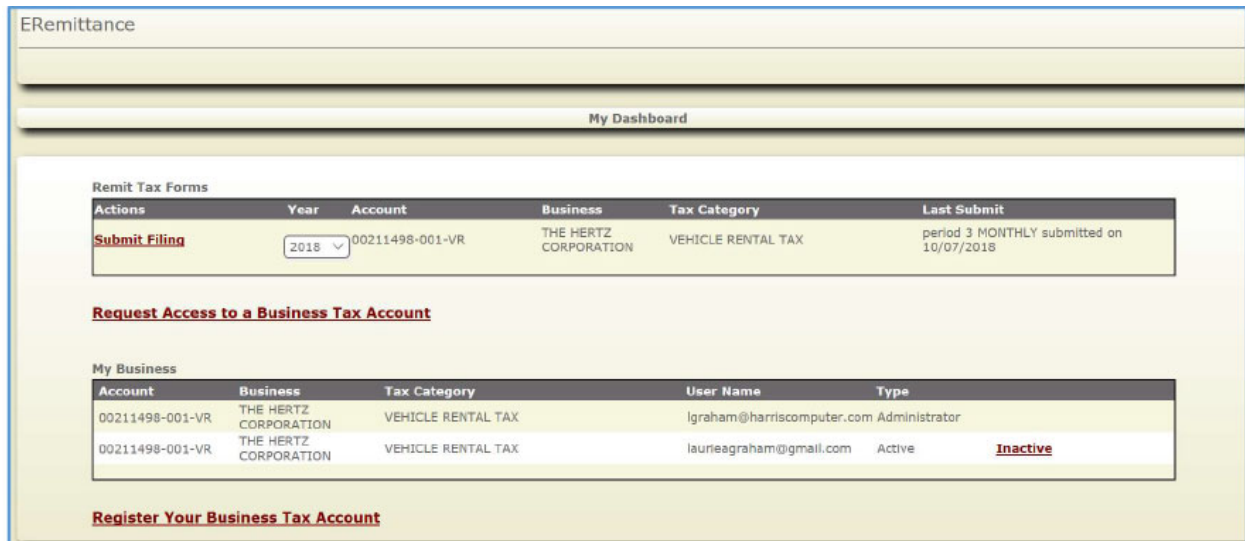 ERemittance
My Dashboard
Remit Tax Forms
Actions Year Account Business Tax Category Last Submit
Submit Filing 2018 00211498-001-VR THE HERTZ CORPORATION VEHICLE RENTAL TAX period 3 MONTHLY submitted on 10/07/2018
Request Access to a Business Tax Account
My Business
Account Business Tax Category User Name Type
00211498-001-VR THE HERTZ CORPORATION VEHICLE RENTAL TAX lgraham@harriscomputer.com Administrator
00211498-001-VR THE HERTZ CORPORATION VEHICLE RENTAL TAX laurieagraham@gmail.com Active Inactive
Register Your Business Tax Account